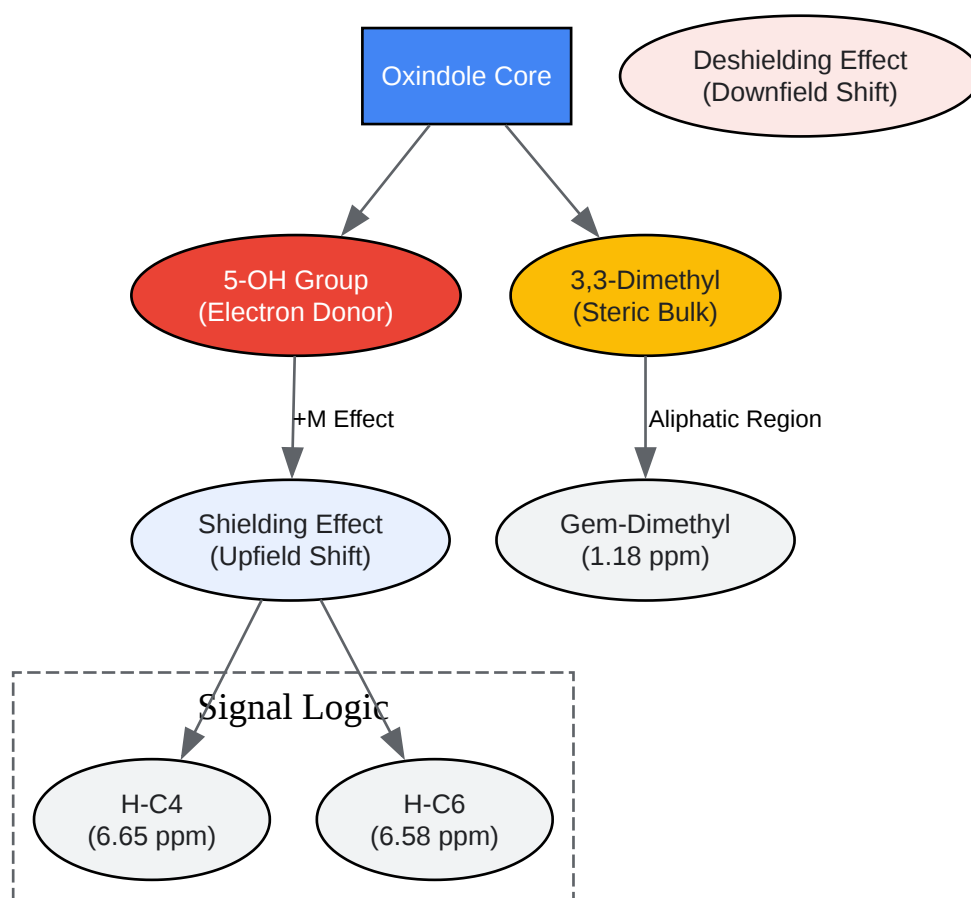 Oxindole Core
Deshielding Effect
(Downfield Shift)
5-OH Group
(Electron Donor)
3,3-Dimethyl
(Steric Bulk)
+M Effect
Aliphatic Region
Shielding Effect
(Upfield Shift)
Gem-Dimethyl
(1.18 ppm)
Signal Logic
H-C4
(6.65 ppm)
H-C6
(6.58 ppm)